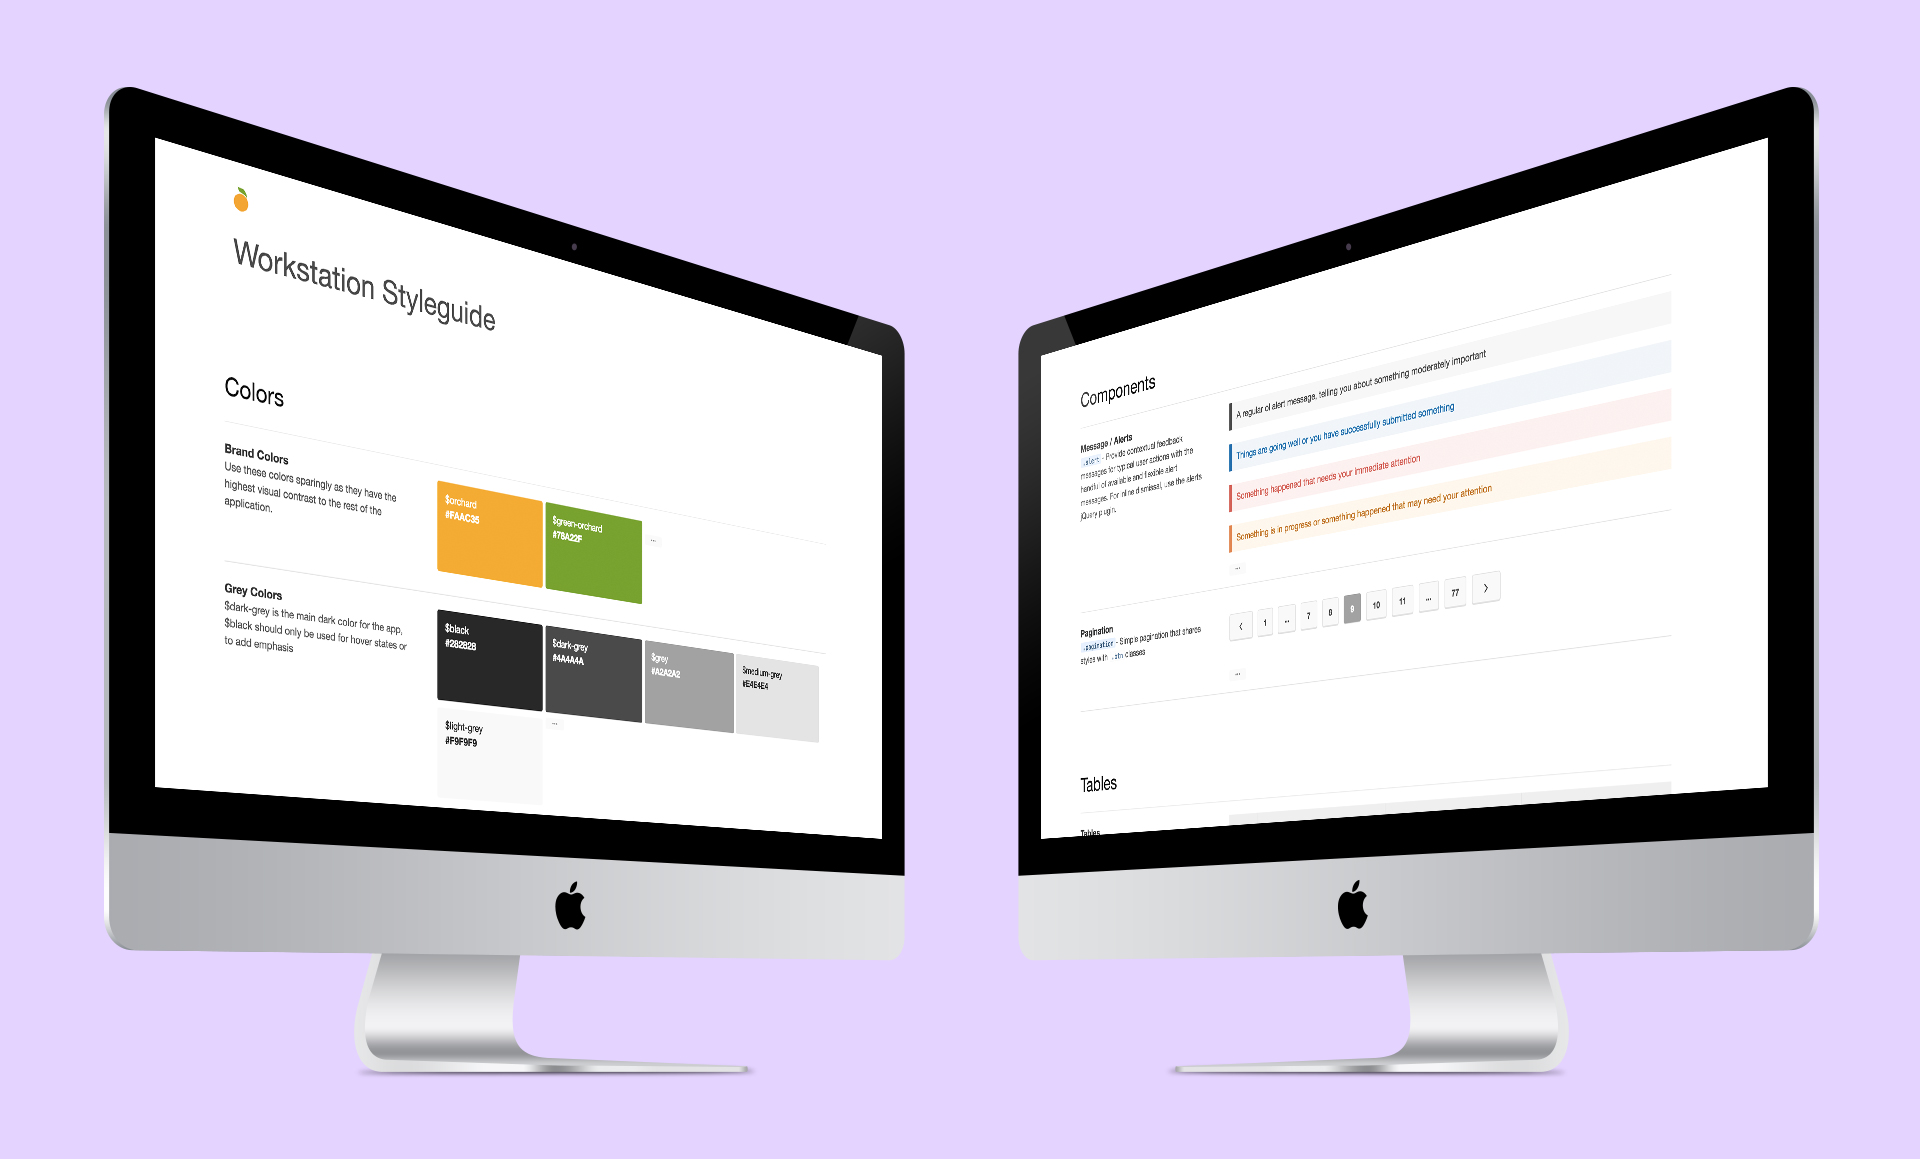 Workstation Styleguide
Colors
Brand Colors
Use these colors sparingly as they have the
highest visual contrast to the rest of the
application.
$orchard
#FAAC35
$green-orchard
#78A22F
...
Grey Colors
$dark-grey is the main dark color for the app,
$black should only be used for hover states or
to add emphasis
$black
#282828
$dark-grey
#4A4A4A
$grey
#A2A2A2
$medium-grey
#E4E4E4
$light-grey
#F9F9F9
...
Components
Message / Alerts
.alert - Provide contextual feedback
messages for typical user actions with the
handful of available and flexible alert
messages. For inline dismissal, use the alerts
jQuery plugin.
A regular ol alert message, telling you about something moderately important
Things are going well or you have successfully submitted something
Something happened that needs your immediate attention
Something is in progress or something happened that may need your attention
...
Pagination
.pagination - Simple pagination that shares
styles with .btn classes
< 1 ... 7 8 9 10 11 ... 77 >
...
Tables
Tables